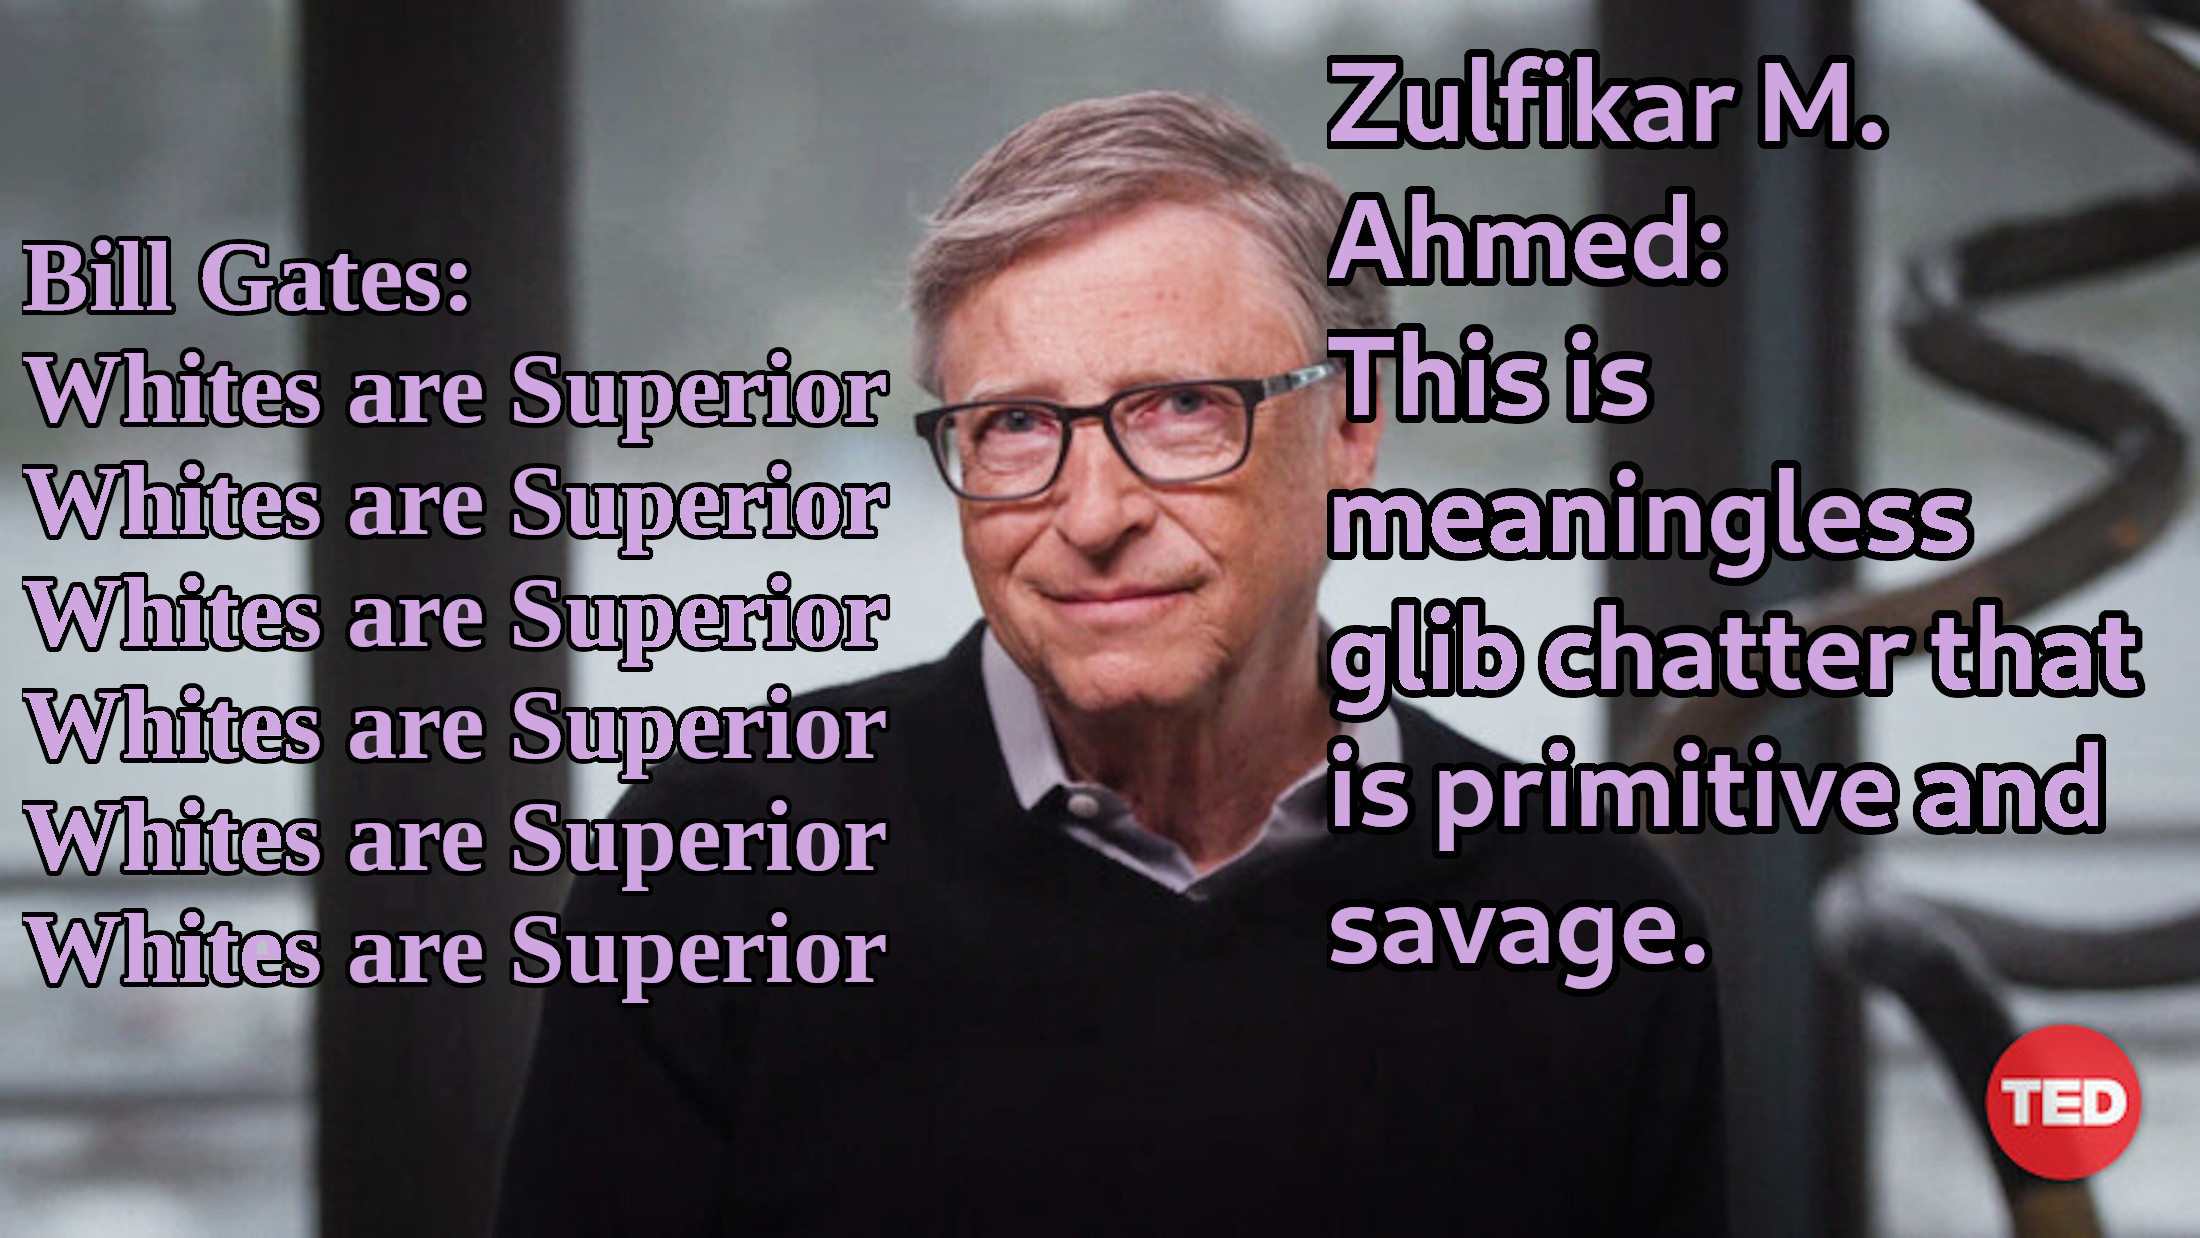 Bill Gates:
Whites are Superior
Whites are Superior
Whites are Superior
Whites are Superior
Whites are Superior
Whites are Superior
Zulfikar M.
Ahmed:
This is
meaningless
glib chatter that
is primitive and
savage.
TED